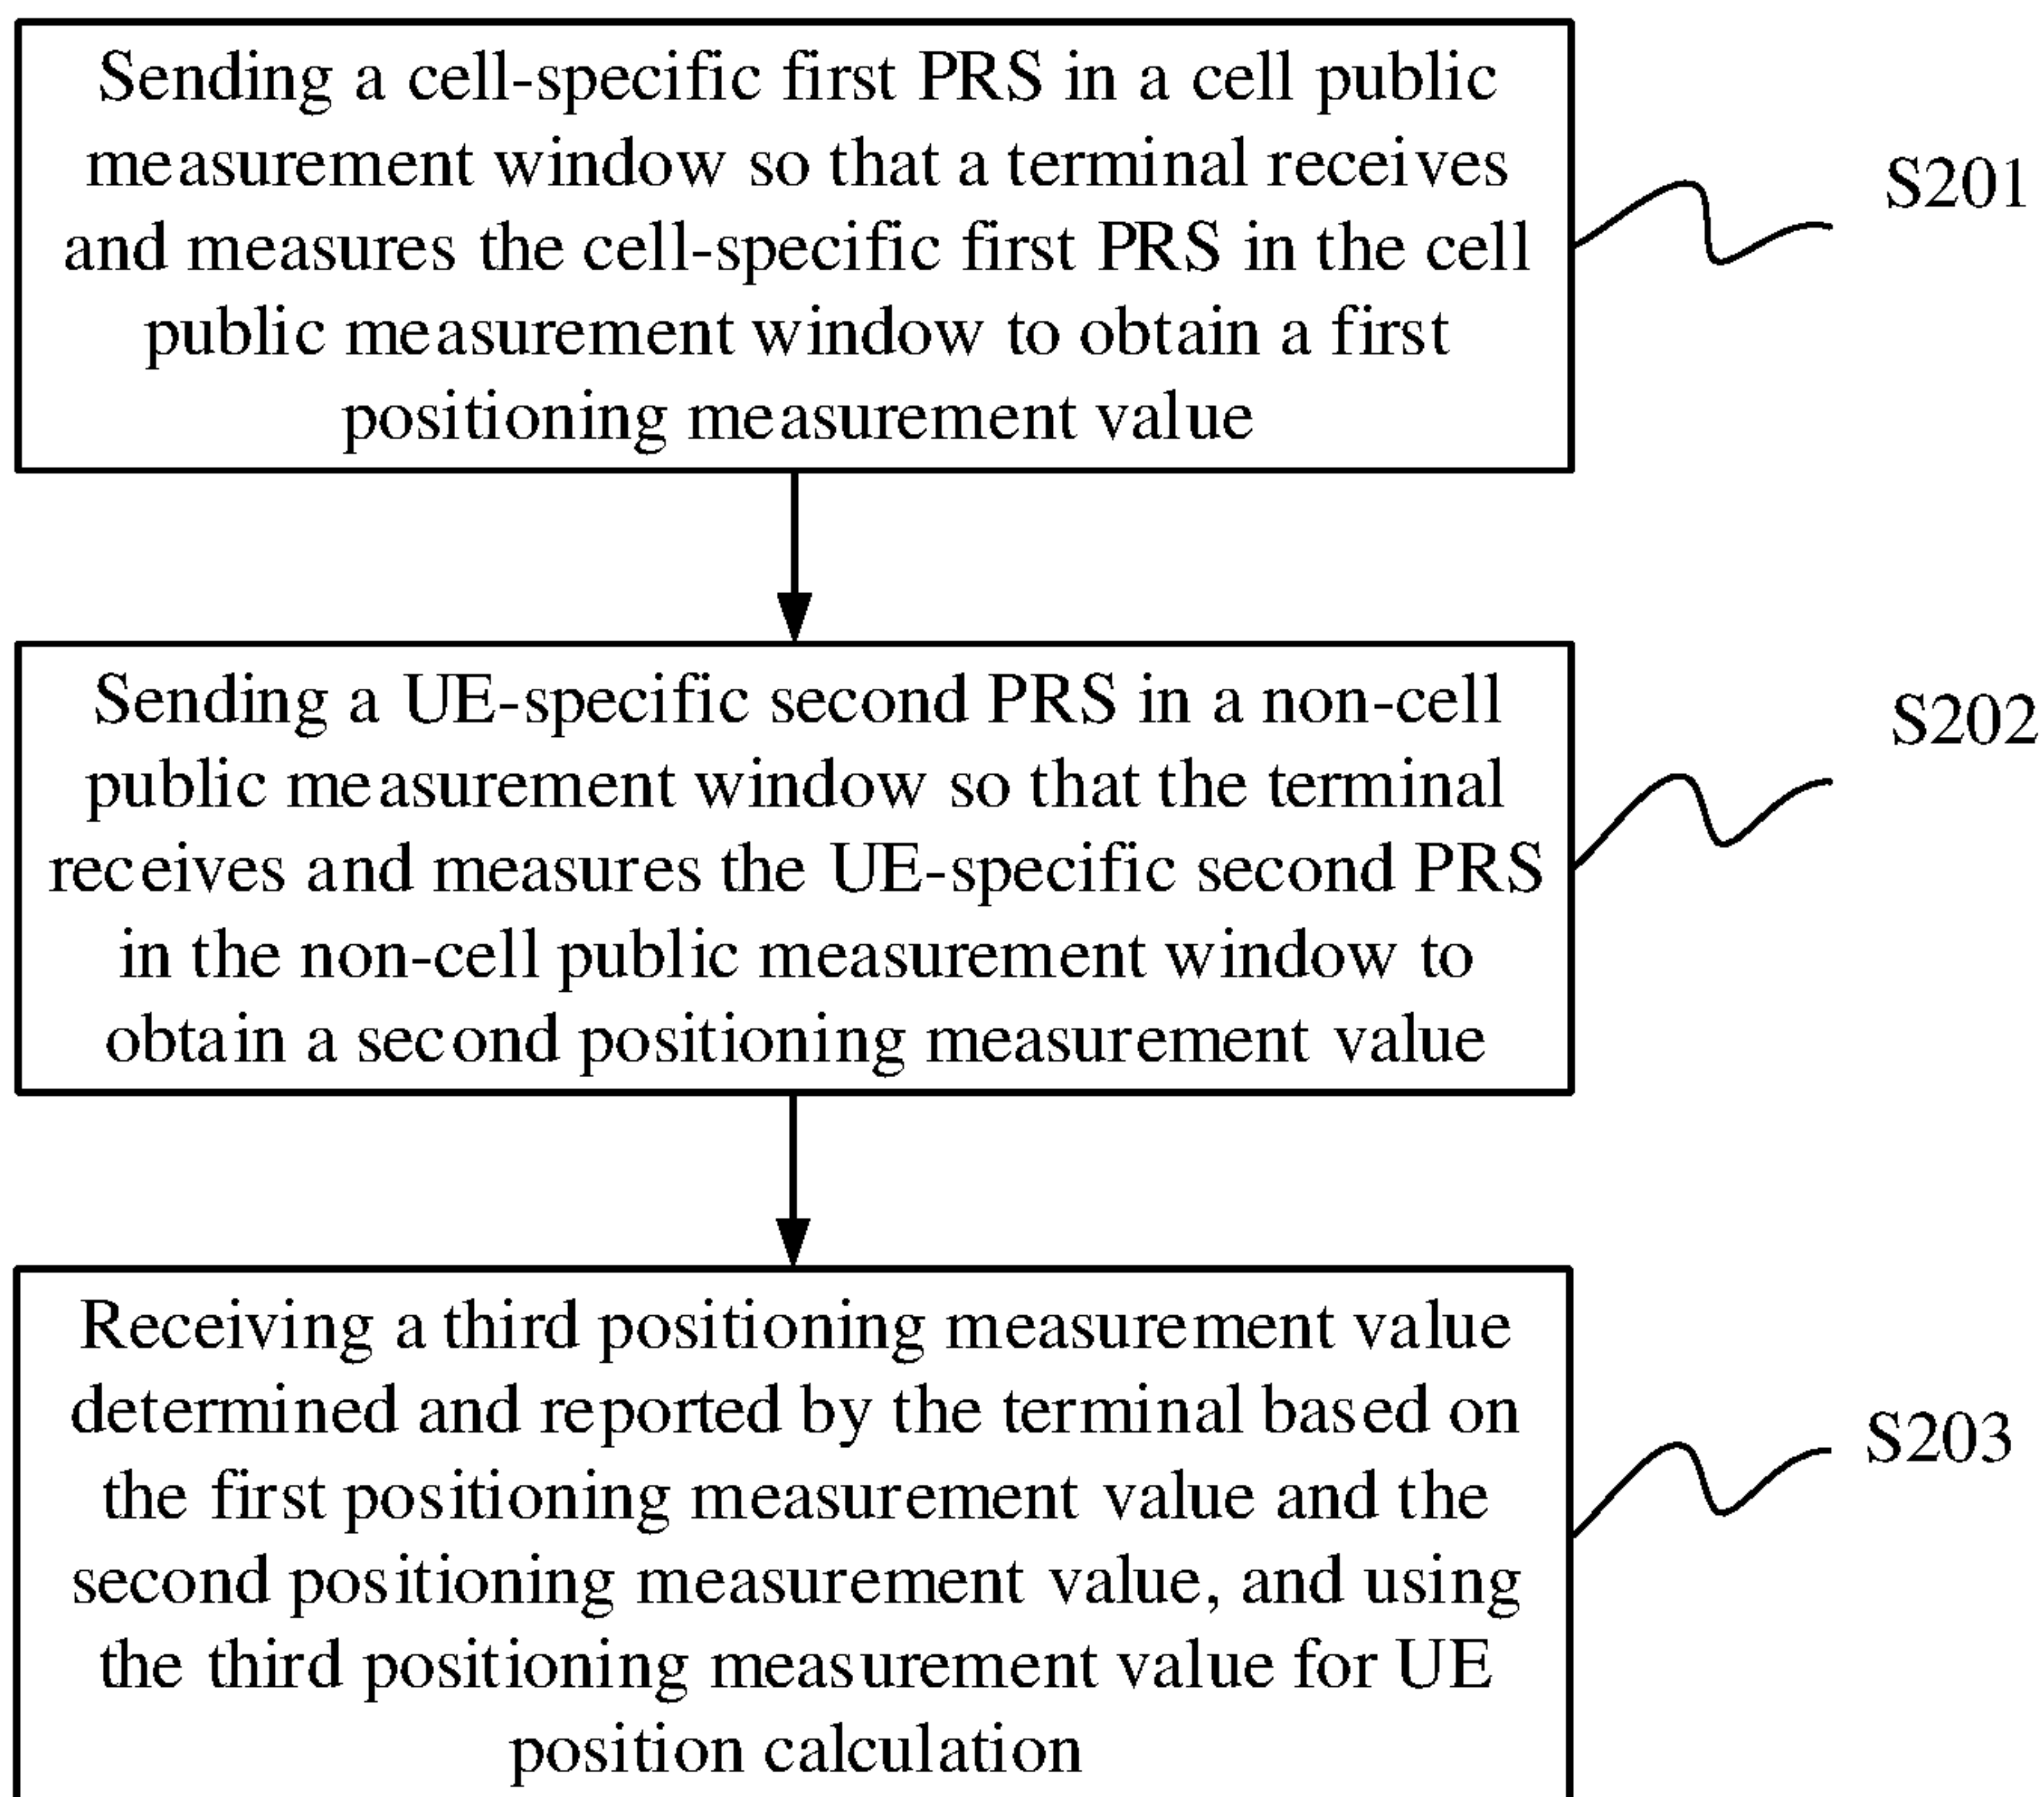 Sending a cell-specific first PRS in a cell public
measurement window so that a terminal receives
and measures the cell-specific first PRS in the cell
public measurement window to obtain a first
positioning measurement value
S201
Sending a UE-specific second PRS in a non-cell
public measurement window so that the terminal
receives and measures the UE-specific second PRS
in the non-cell public measurement window to
obtain a second positioning measurement value
S202
Receiving a third positioning measurement value
determined and reported by the terminal based on
the first positioning measurement value and the
second positioning measurement value, and using
the third positioning measurement value for UE
position calculation
S203